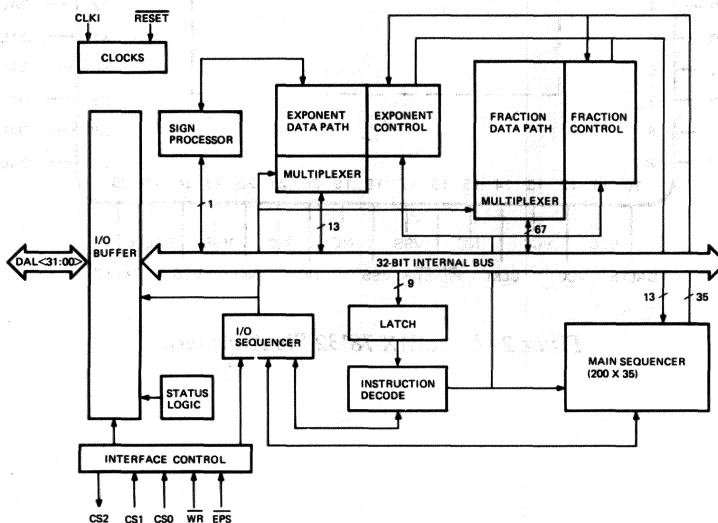 CLKI RESET
CLOCKS
SIGN
PROCESSOR
EXPONENT
DATA PATH
EXPONENT
CONTROL
MULTIPLEXER
FRACTION
DATA PATH
FRACTION
CONTROL
MULTIPLEXER
1
13
67
I/O
BUFFER
DAL<31:00>
32-BIT INTERNAL BUS
9
13
35
LATCH
I/O
SEQUENCER
INSTRUCTION
DECODE
MAIN SEQUENCER
(200 X 35)
STATUS
LOGIC
INTERFACE CONTROL
CS2 CS1 CS0 WR EPS